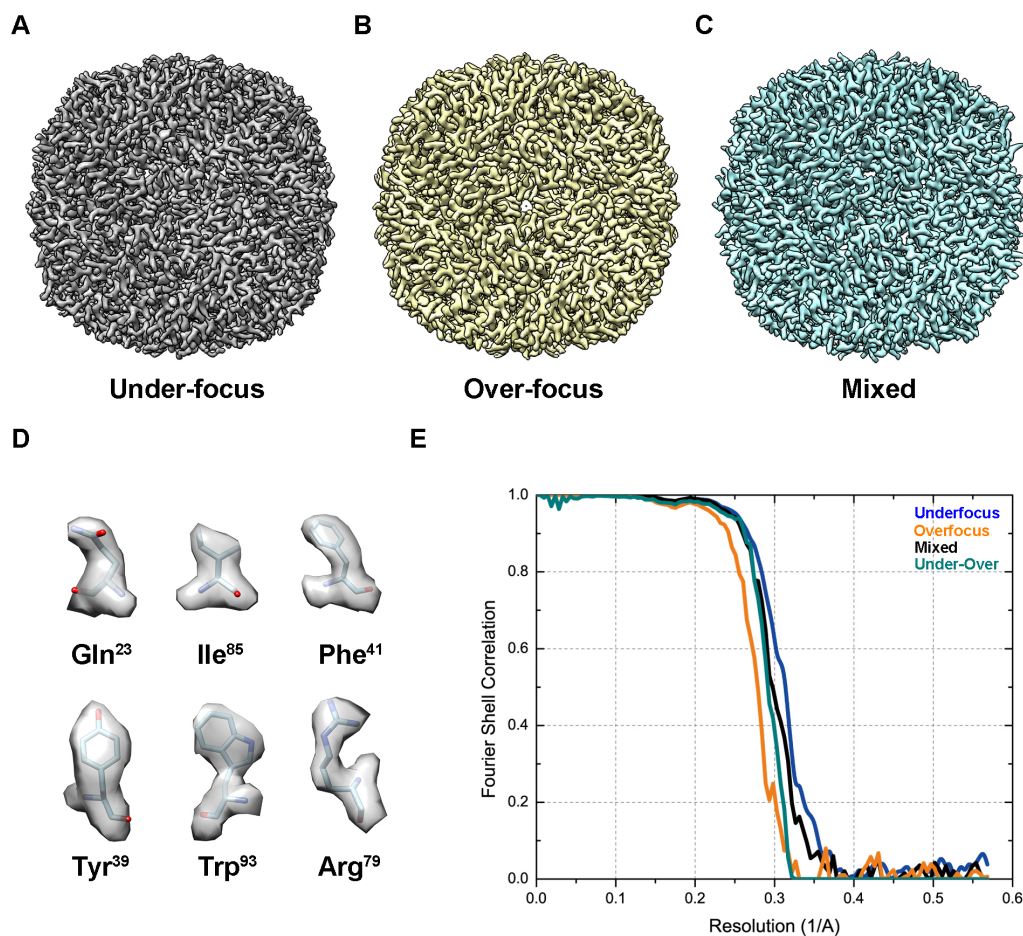 A
B
C
Under-focus
Over-focus
Mixed
D
E
Gln23
Ile85
Phe41
Tyr39
Trp93
Arg79
Fourier Shell Correlation
1.0
0.8
0.6
0.4
0.2
0.0
Underfocus
Overfocus
Mixed
Under-Over
0.0 0.1 0.2 0.3 0.4 0.5 0.6
Resolution (1/A)